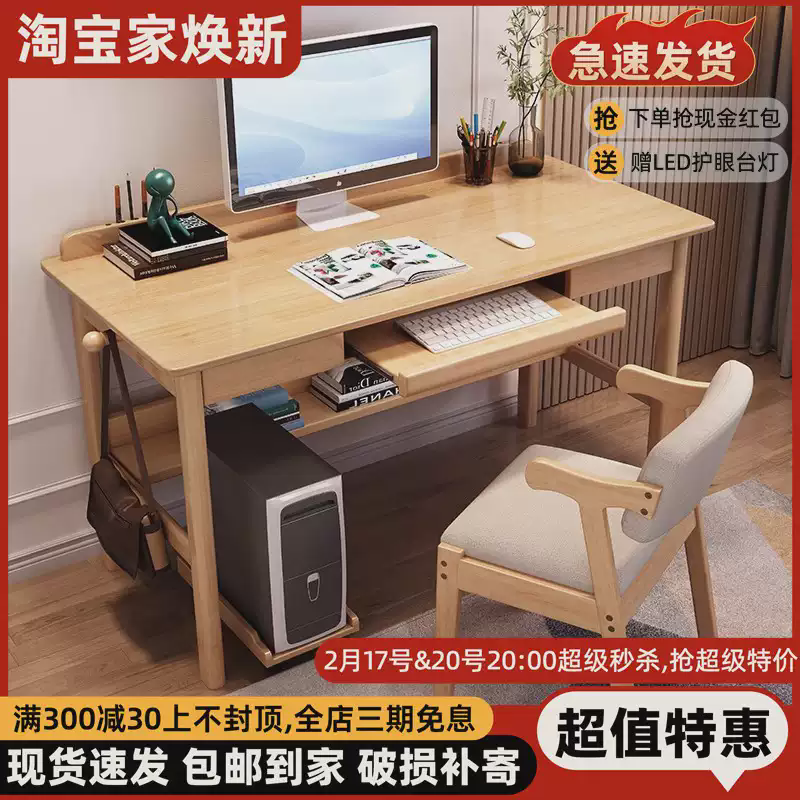 淘宝家焕新
急速发货
抢 下单抢现金红包
送 赠LED护眼台灯
Dior
CHANEL
2月17号&20号20:00超级秒杀,抢超级特价
满300减30上不封顶,全店三期免息
现货速发 包邮到家 破损补寄
超值特惠